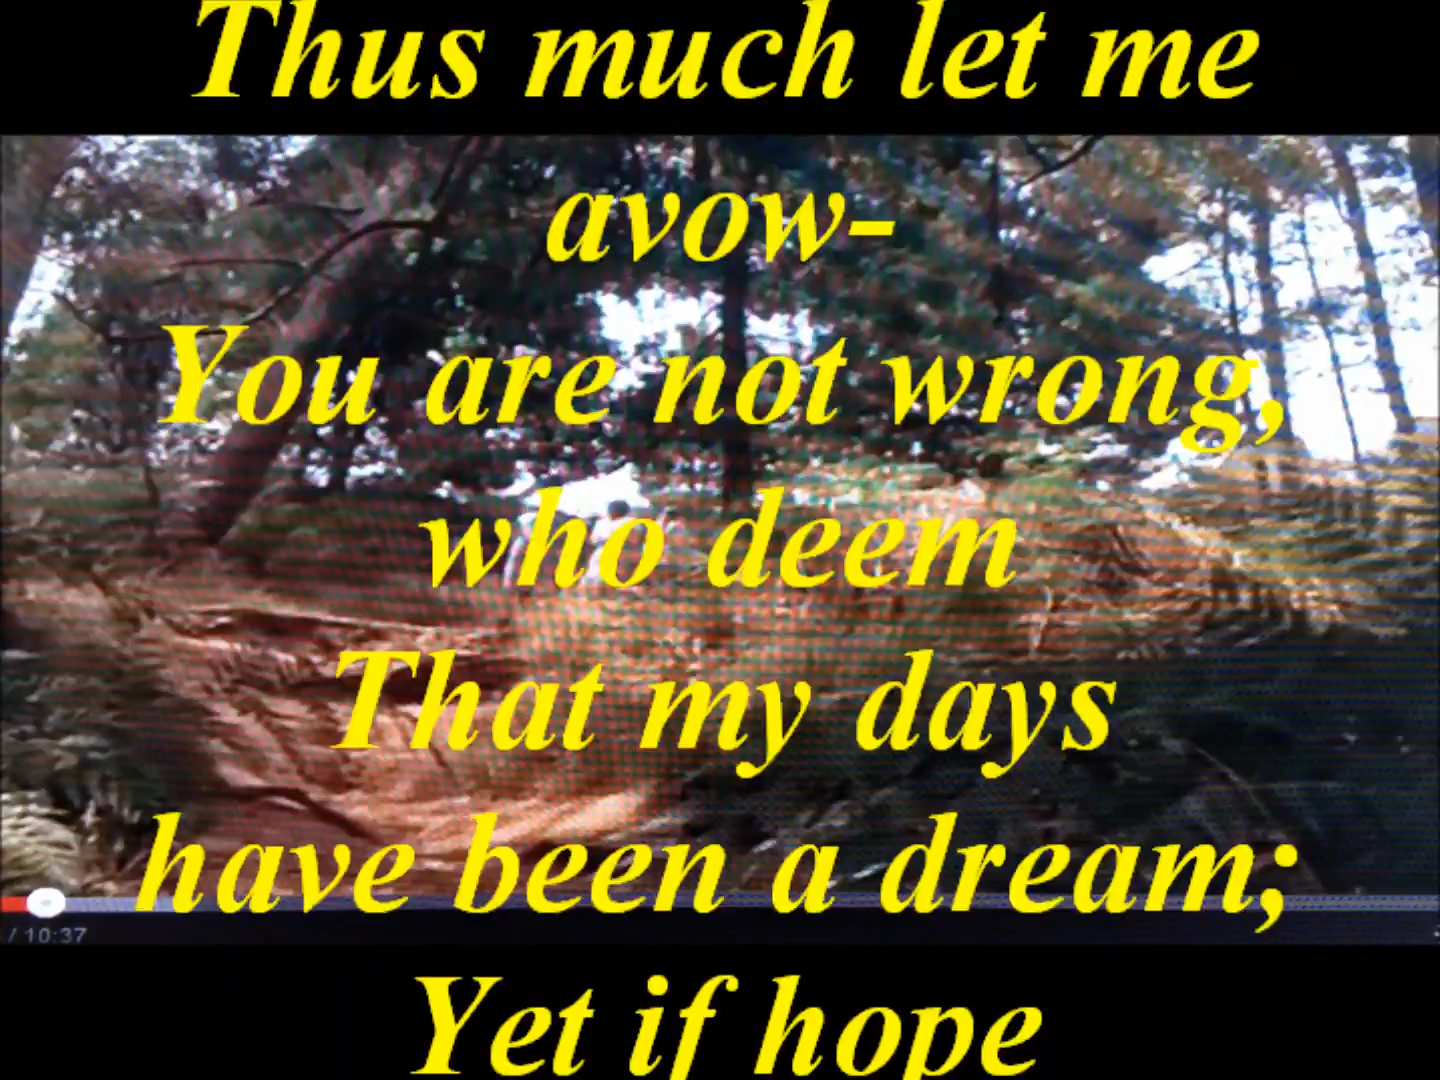 Thus much let me
avow-
You are not wrong,
who deem
That my days
have been a dream;
/ 10:37
Yet if hope